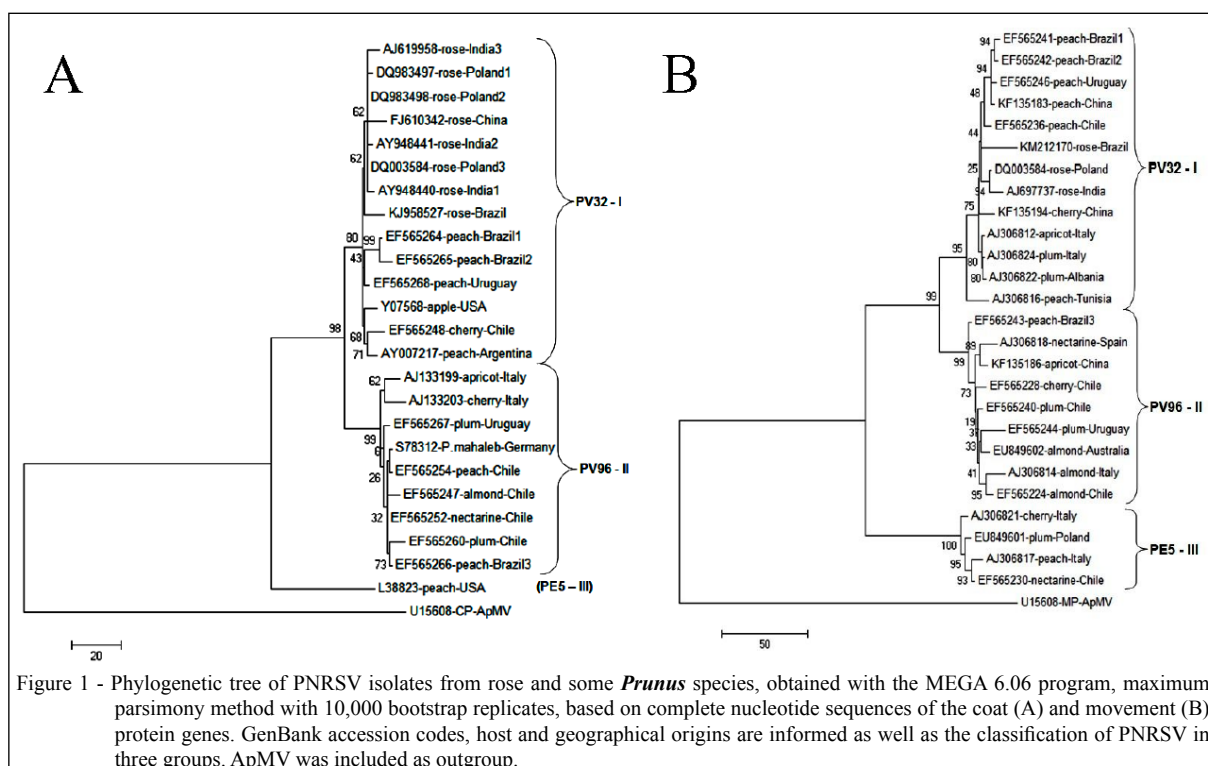 A
AJ619958-rose-India3
DQ983497-rose-Poland1
DQ983498-rose-Poland2
62
FJ610342-rose-China
AY948441-rose-India2
62
DQ003584-rose-Poland3
AY948440-rose-India1
PV32 - I
KJ958527-rose-Brazil
80
99
EF565264-peach-Brazil1
43
EF565265-peach-Brazil2
EF565268-peach-Uruguay
98
Y07568-apple-USA
68
EF565248-cherry-Chile
71
AY007217-peach-Argentina
62
AJ133199-apricot-Italy
AJ133203-cherry-Italy
99
EF565267-plum-Uruguay
6
S78312-P.mahaleb-Germany
26
EF565254-peach-Chile
PV96 - II
EF565247-almond-Chile
32
EF565252-nectarine-Chile
EF565260-plum-Chile
73
EF565266-peach-Brazil3
L38823-peach-USA
(PE5 - III)
U15608-CP-ApMV
20
B
94
EF565241-peach-Brazil1
94
EF565242-peach-Brazil2
48
EF565246-peach-Uruguay
KF135183-peach-China
44
EF565236-peach-Chile
KM212170-rose-Brazil
25
DQ003584-rose-Poland
PV32 - I
94
AJ697737-rose-India
75
KF135194-cherry-China
95
AJ306812-apricot-Italy
80
AJ306824-plum-Italy
80
AJ306822-plum-Albania
99
AJ306816-peach-Tunisia
EF565243-peach-Brazil3
89
AJ306818-nectarine-Spain
99
KF135186-apricot-China
73
EF565228-cherry-Chile
EF565240-plum-Chile
PV96 - II
19
EF565244-plum-Uruguay
33
EU849602-almond-Australia
41
AJ306814-almond-Italy
95
EF565224-almond-Chile
AJ306821-cherry-Italy
100
EU849601-plum-Poland
PE5 - III
95
AJ306817-peach-Italy
93
EF565230-nectarine-Chile
U15608-MP-ApMV
50
Figure 1 - Phylogenetic tree of PNRSV isolates from rose and some Prunus species, obtained with the MEGA 6.06 program, maximum
parsimony method with 10,000 bootstrap replicates, based on complete nucleotide sequences of the coat (A) and movement (B)
protein genes. GenBank accession codes, host and geographical origins are informed as well as the classification of PNRSV in
three groups. ApMV was included as outgroup.